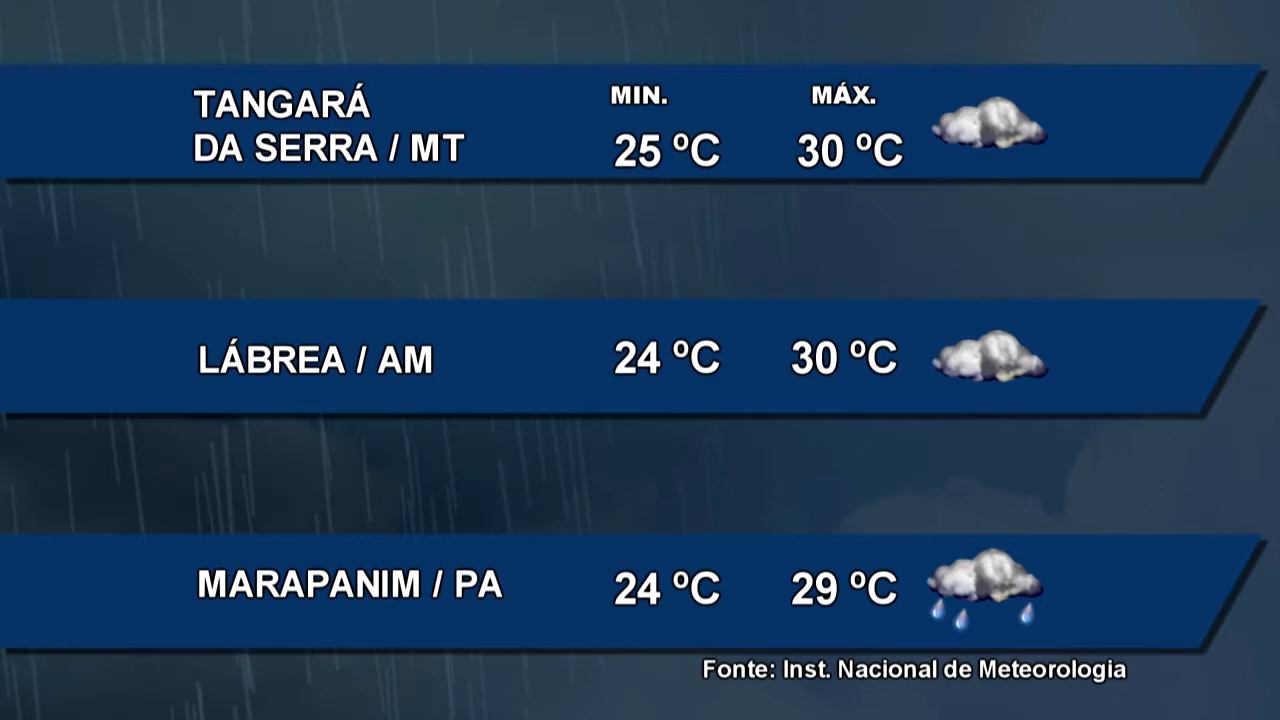 TANGARÁ
DA SERRA / MT
MIN. MÁX.
25 ºC 30 ºC
LÁBREA / AM 24 ºC 30 ºC
MARAPANIM / PA 24 ºC 29 ºC
Fonte: Inst. Nacional de Meteorologia